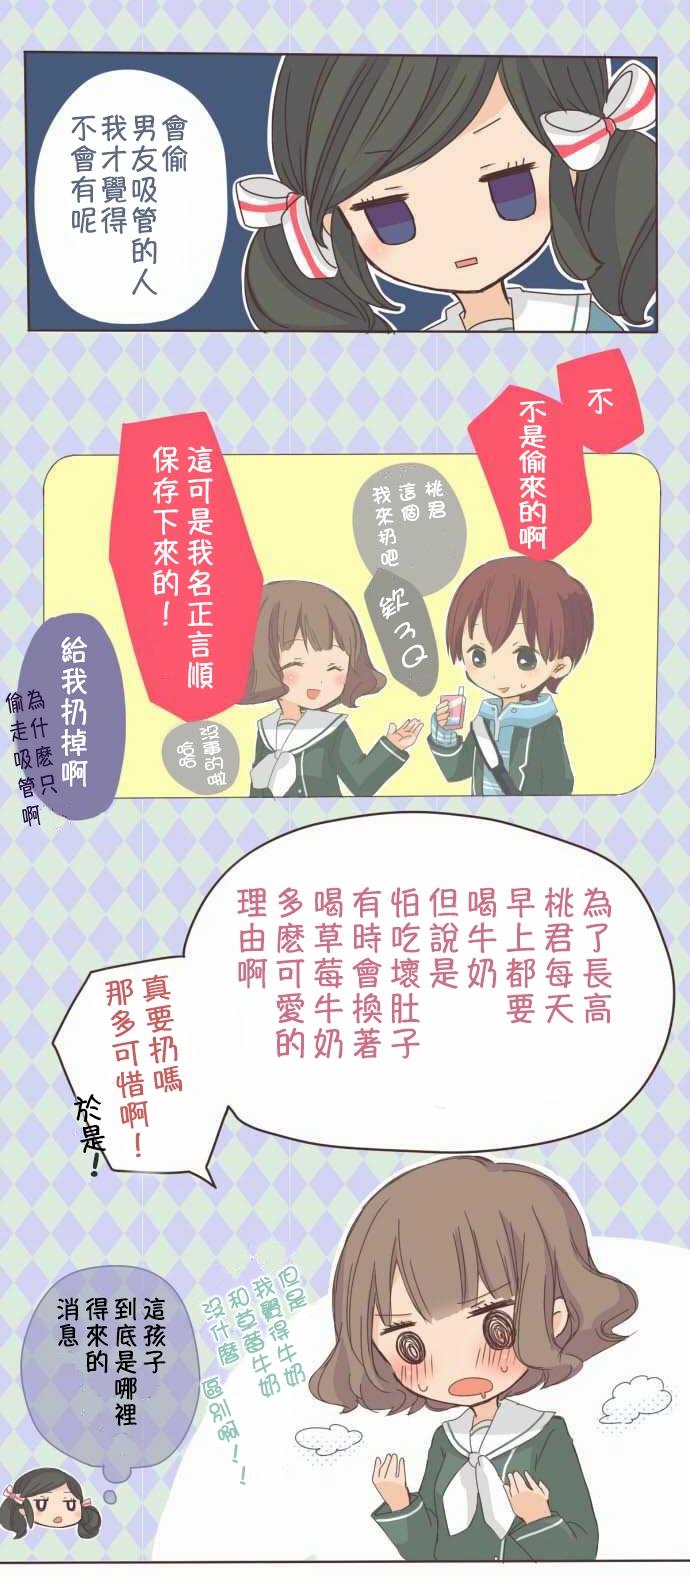 會偷
男友吸管的人
我才覺得
不會有呢
不
不是偷來的啊
桃君
這個
我來扔吧
欸3Q
這可是我名正言順
保存下來的！
沒事的啦
哈哈
給我扔掉啊
為什麼只
偷走吸管啊
為了長高
桃君每天
早上都要
喝牛奶
但說是
怕吃壞肚子
有時會換著
喝草莓牛奶
多麼可愛的
理由啊
真要扔嗎
那多可惜啊！
於是！
但是
我覺得牛奶
和草莓牛奶
沒什麼 區別啊！！
這孩子
到底是哪裡
得來的
消息